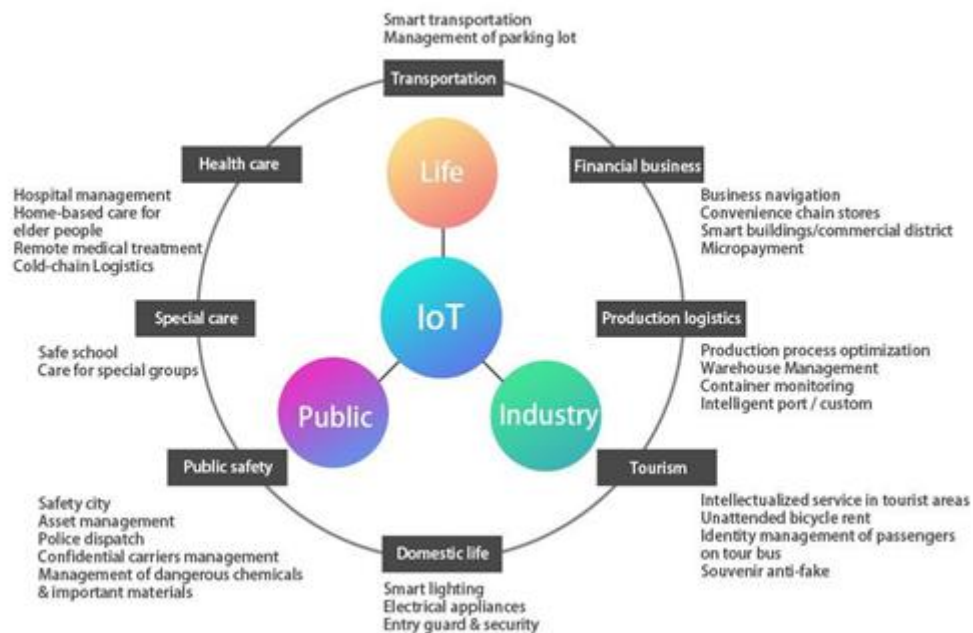 Smart transportation
Management of parking lot
Transportation
Life
Health care
Hospital management
Home-based care for
elder people
Remote medical treatment
Cold-chain Logistics
Financial business
Business navigation
Convenience chain stores
Smart buildings/commercial district
Micropayment
IoT
Special care
Safe school
Care for special groups
Production logistics
Production process optimization
Warehouse Management
Container monitoring
Intelligent port / custom
Public
Industry
Public safety
Safety city
Asset management
Police dispatch
Confidential carriers management
Management of dangerous chemicals
& important materials
Tourism
Intellectualized service in tourist areas
Unattended bicycle rent
Identity management of passengers
on tour bus
Souvenir anti-fake
Domestic life
Smart lighting
Electrical appliances
Entry guard & security